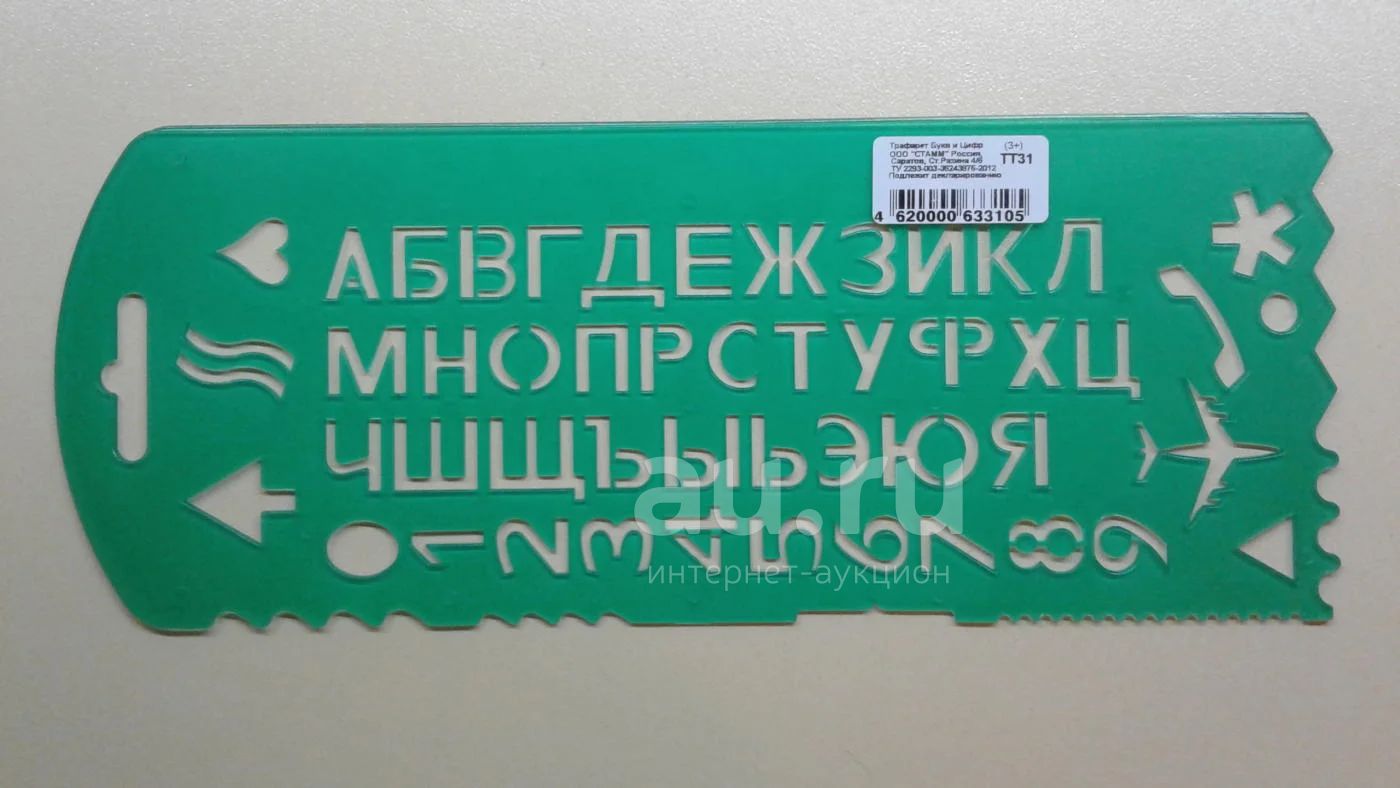 Трафарет Букв и Цифр (3+)
ООО "СТАММ" Россия,
Саратов, Ст.Разина 4/6 ТТ31
ТУ 2293-003-36243876-2012
Подлежит декларированию
4 620000 633105
АБВГДЕЖЗИКЛ
МНОПРСТУФХЦ
ЧШЩЪЫЬЭЮЯ
0123456789
au.ru
интернет-аукцион